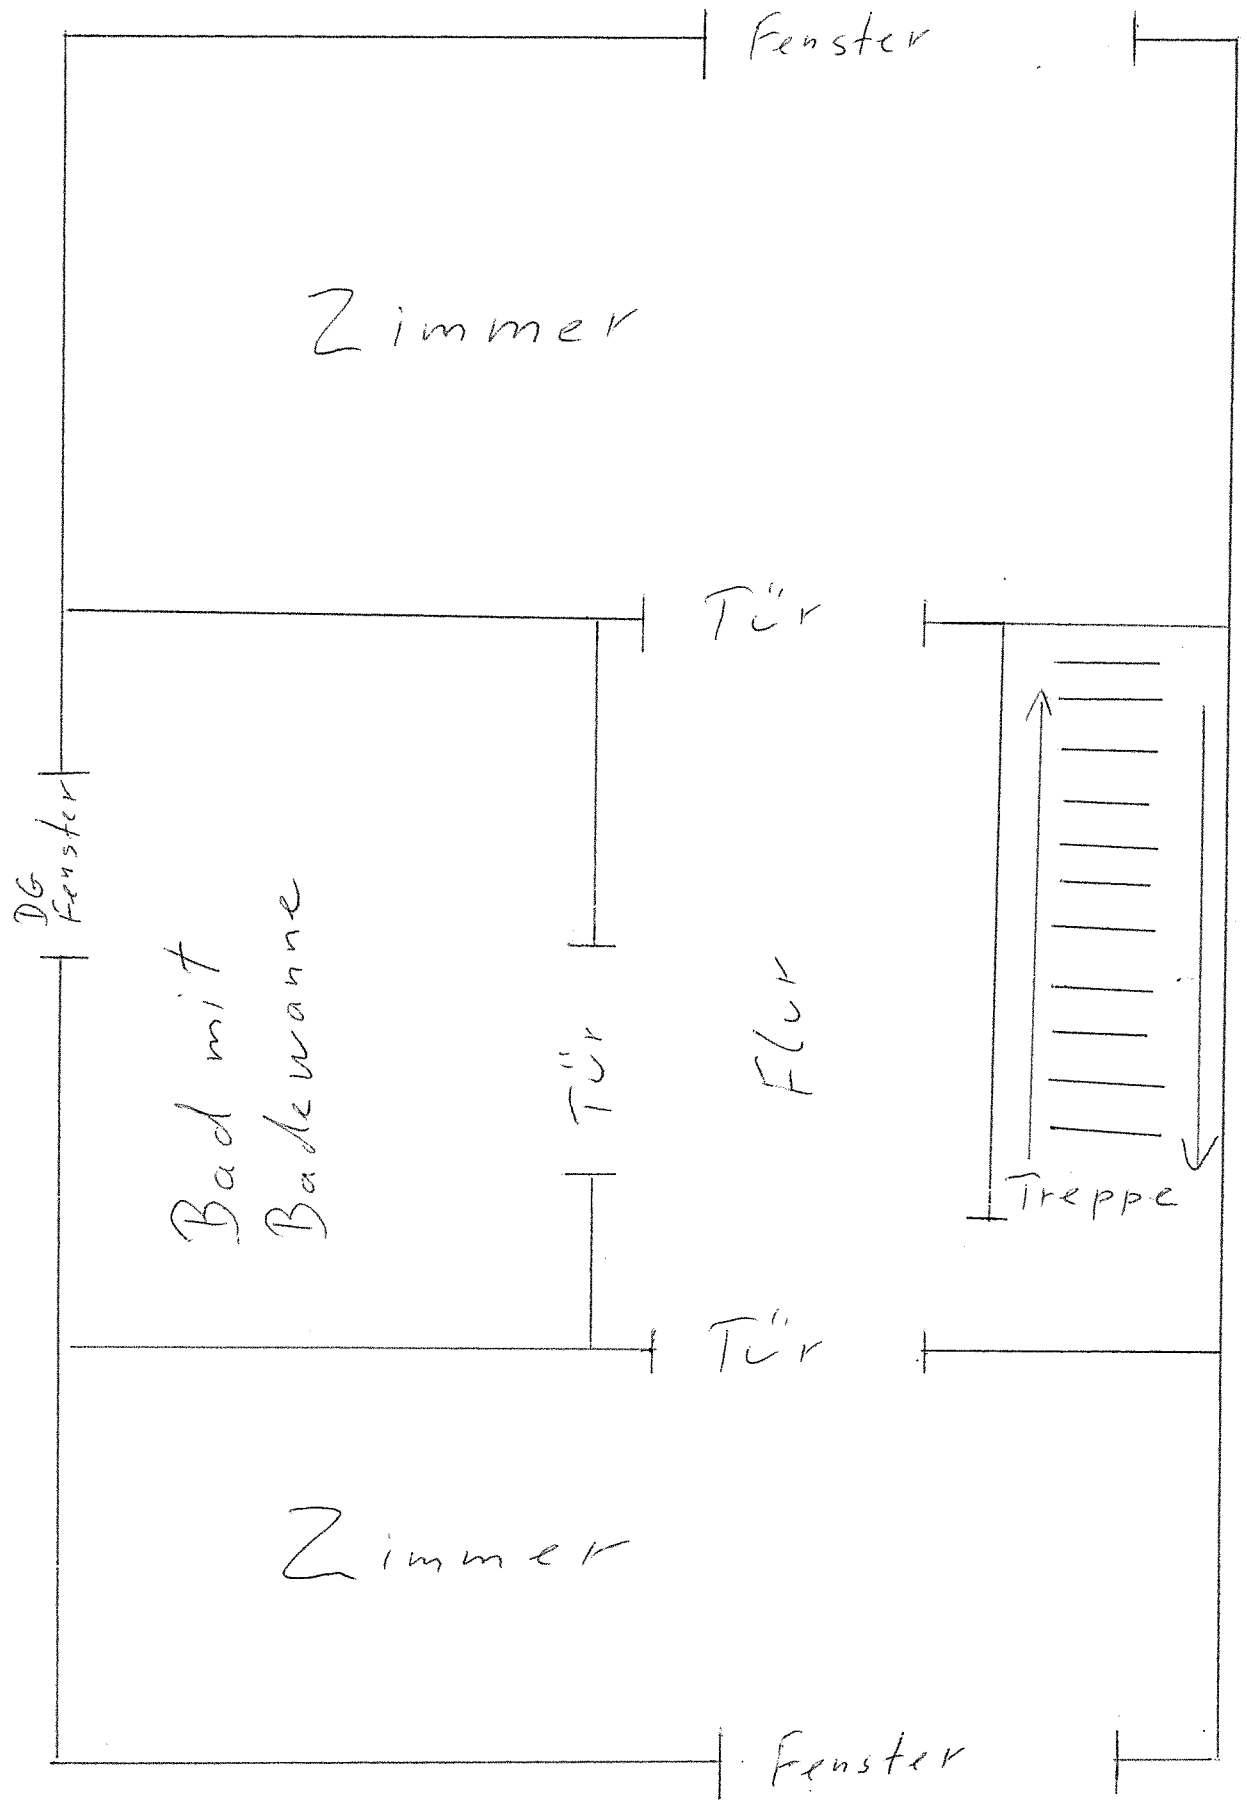 Fenster
Zimmer
Tür
DG
Fenster
Bad mit
Badewanne
Tür
Flur
Treppe
Tür
Zimmer
Fenster